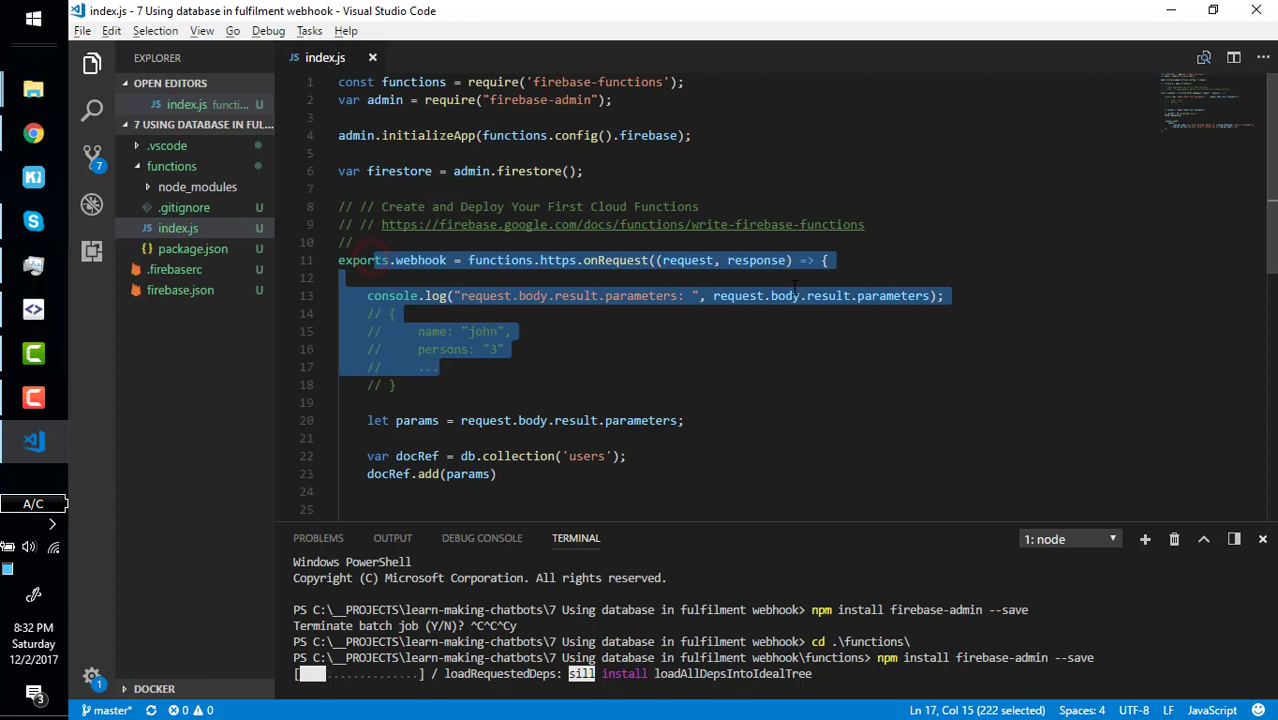 index.js - 7 Using database in fulfilment webhook - Visual Studio Code
File Edit Selection View Go Debug Tasks Help
EXPLORER
OPEN EDITORS
JS index.js functi... U
7 USING DATABASE IN FUL...
.vscode
functions
node_modules
.gitignore U
JS index.js U
package.json U
.firebaserc U
firebase.json U
DOCKER
JS index.js
1 const functions = require('firebase-functions');
2 var admin = require("firebase-admin");
3
4 admin.initializeApp(functions.config().firebase);
5
6 var firestore = admin.firestore();
7
8 // // Create and Deploy Your First Cloud Functions
9 // // https://firebase.google.com/docs/functions/write-firebase-functions
10 //
11 exports.webhook = functions.https.onRequest((request, response) => {
12
13 console.log("request.body.result.parameters: ", request.body.result.parameters);
14 // {
15 // name: "john",
16 // persons: "3"
17 // ...
18 // }
19
20 let params = request.body.result.parameters;
21
22 var docRef = db.collection('users');
23 docRef.add(params)
24
25
PROBLEMS OUTPUT DEBUG CONSOLE TERMINAL
1: node
Windows PowerShell
Copyright (C) Microsoft Corporation. All rights reserved.
PS C:\__PROJECTS\learn-making-chatbots\7 Using database in fulfilment webhook> npm install firebase-admin --save
Terminate batch job (Y/N)? ^C^C^Cy
PS C:\__PROJECTS\learn-making-chatbots\7 Using database in fulfilment webhook> cd .\functions\
PS C:\__PROJECTS\learn-making-chatbots\7 Using database in fulfilment webhook\functions> npm install firebase-admin --save
[ ..............] / loadRequestedDeps: sill install loadAllDepsIntoIdealTree
7
1
A/C
8:32 PM
Saturday
12/2/2017
3
master* 0 0 Ln 17, Col 15 (222 selected) Spaces: 4 UTF-8 LF JavaScript